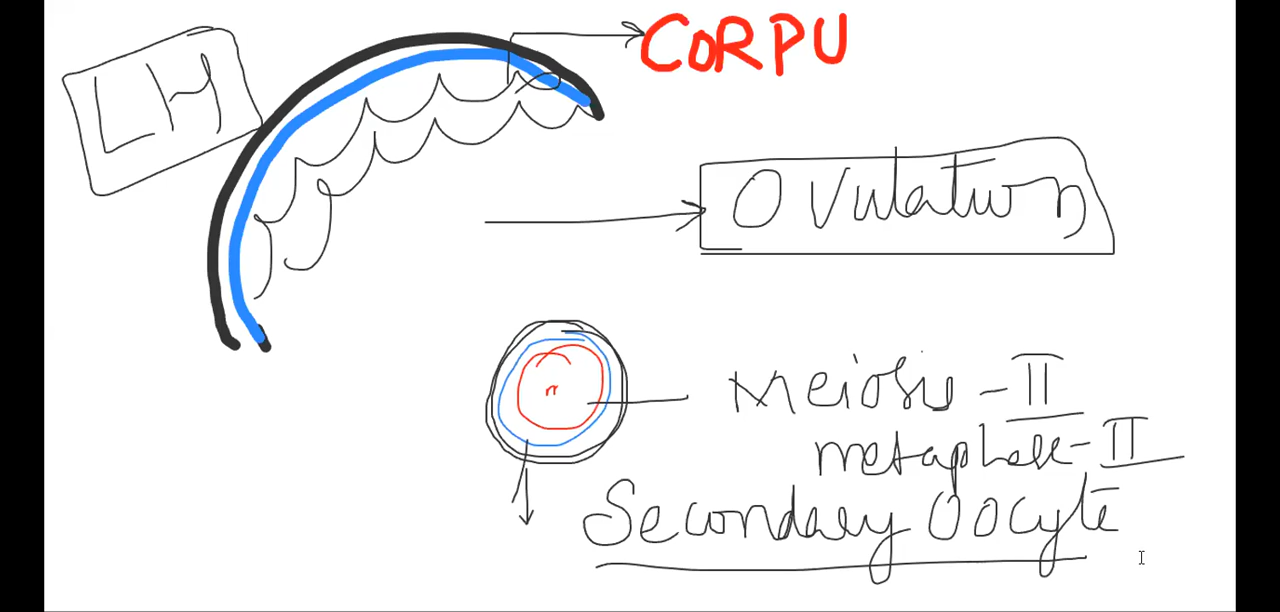 CORPU
LH
Ovulation
n
Meiosis - II
metaphase - II
Secondary Oocyte